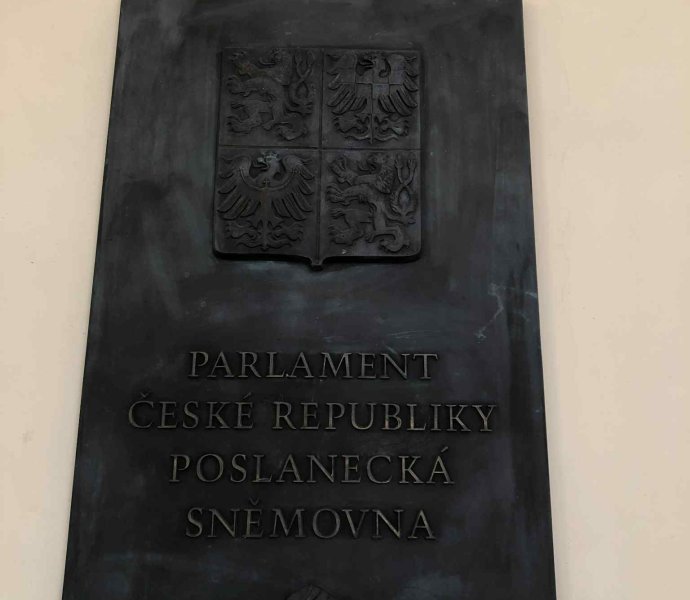 PARLAMENT
ČESKÉ REPUBLIKY
POSLANECKÁ
SNĚMOVNA